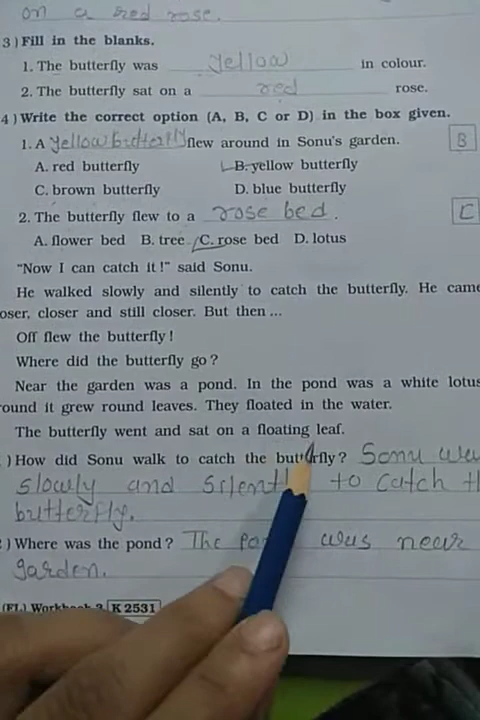 on a red rose.
3) Fill in the blanks.
1. The butterfly was yellow in colour.
2. The butterfly sat on a red rose.
4) Write the correct option (A, B, C or D) in the box given.
1. A yellow butterfly flew around in Sonu's garden. B
A. red butterfly B. yellow butterfly
C. brown butterfly D. blue butterfly
2. The butterfly flew to a rose bed. C
A. flower bed B. tree C. rose bed D. lotus
"Now I can catch it!" said Sonu.
He walked slowly and silently to catch the butterfly. He came
oser, closer and still closer. But then ...
Off flew the butterfly!
Where did the butterfly go?
Near the garden was a pond. In the pond was a white lotus
round it grew round leaves. They floated in the water.
The butterfly went and sat on a floating leaf.
) How did Sonu walk to catch the butterfly? Sonu
slowly and to catch
butterfly.
) Where was the pond? The was near
garden.
(EL) K 2531